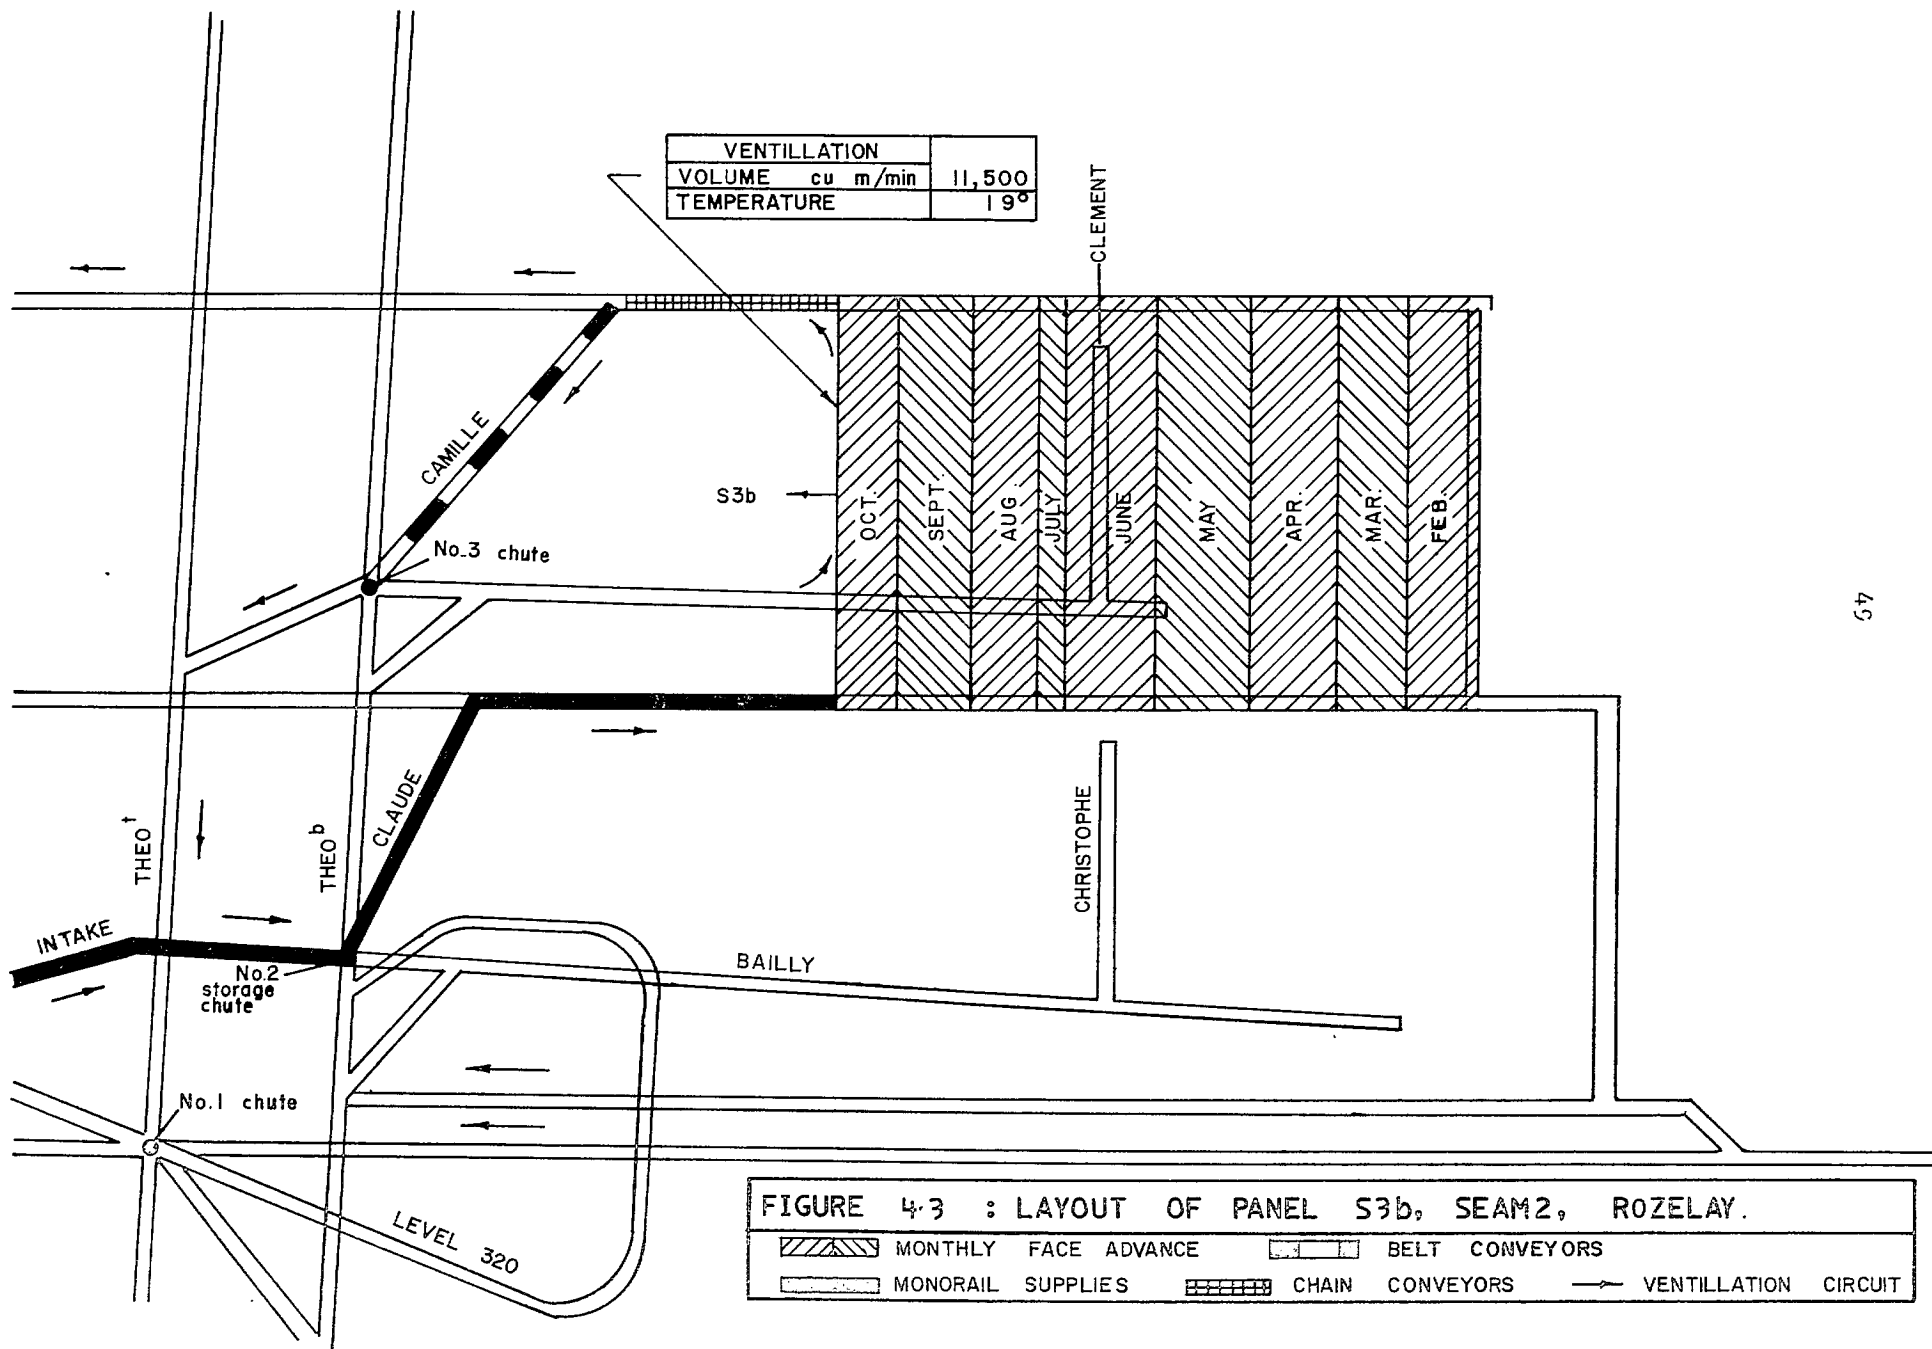 VENTILLATION
VOLUME cu m/min 11,500
TEMPERATURE 19°
CLEMENT
CAMILLE
S3b
OCT.
SEPT.
AUG
JULY
JUNE
MAY
APR.
MAR.
FEB.
No.3 chute
49
THEO t
THEO b
CLAUDE
CHRISTOPHE
INTAKE
No.2
storage
chute
BAILLY
No.1 chute
LEVEL 320
FIGURE 4.3 : LAYOUT OF PANEL S3b, SEAM2, ROZELAY.
MONTHLY FACE ADVANCE BELT CONVEYORS
MONORAIL SUPPLIES CHAIN CONVEYORS VENTILLATION CIRCUIT